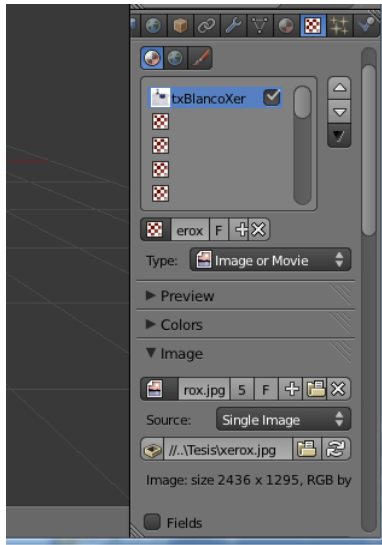 txBlancoXer
erox F
Type: Image or Movie
Preview
Colors
Image
rox.jpg 5 F
Source: Single Image
//..\Tesis\xerox.jpg
Image: size 2436 x 1295, RGB by
Fields